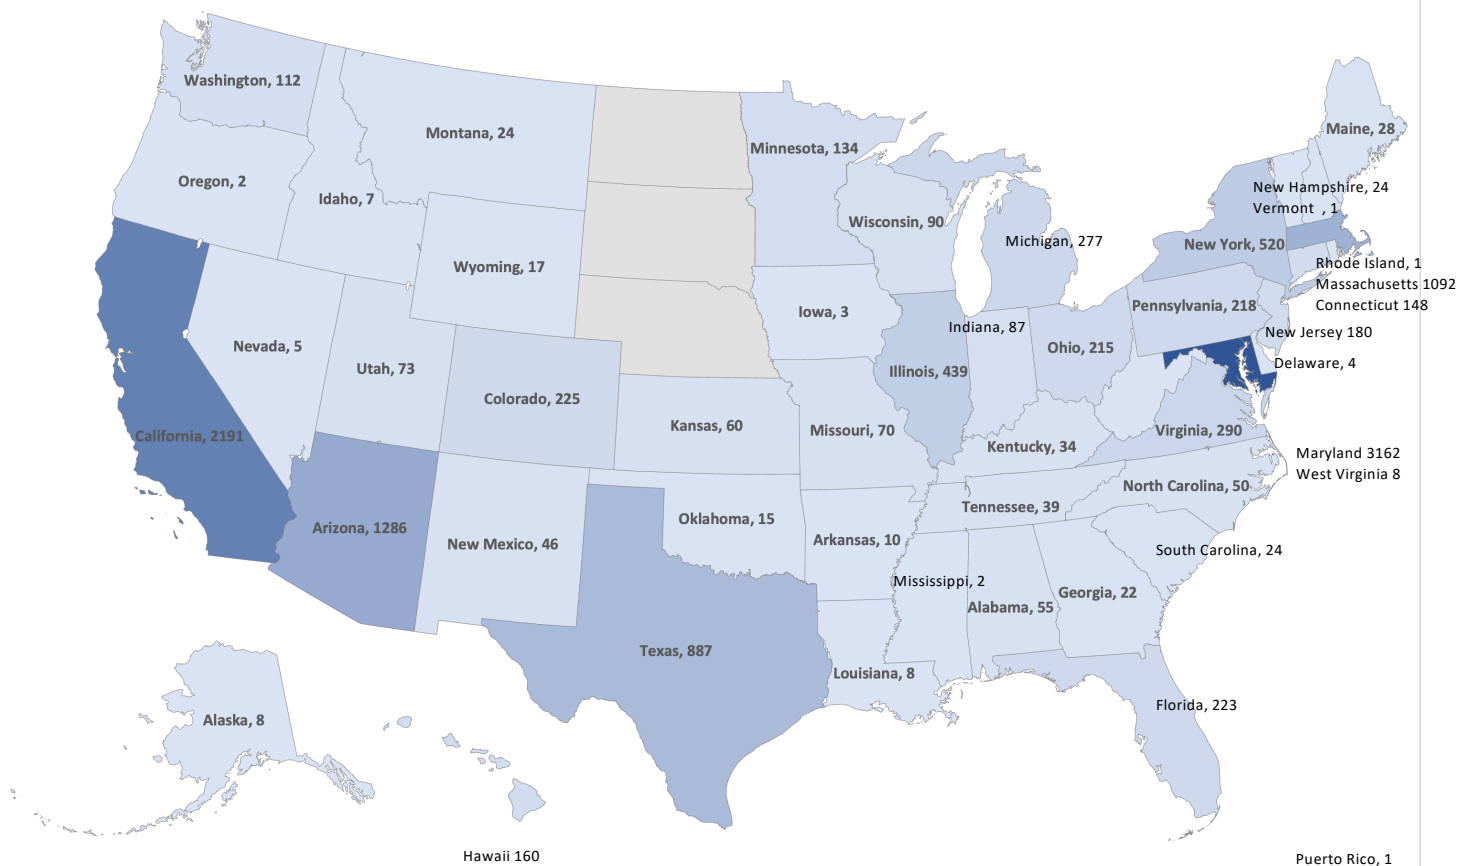 Washington, 112
Montana, 24
Minnesota, 134
Maine, 28
Oregon, 2
Idaho, 7
New Hampshire, 24
Vermont , 1
Wisconsin, 90
Michigan, 277
New York, 520
Wyoming, 17
Rhode Island, 1
Massachusetts 1092
Connecticut 148
Iowa, 3
Pennsylvania, 218
Indiana, 87
New Jersey 180
Nevada, 5
Ohio, 215
Utah, 73
Illinois, 439
Delaware, 4
Colorado, 225
Kansas, 60
Missouri, 70
California, 2191
Virginia, 290
Kentucky, 34
Maryland 3162
West Virginia 8
North Carolina, 50
Tennessee, 39
Arizona, 1286
Oklahoma, 15
New Mexico, 46
Arkansas, 10
South Carolina, 24
Mississippi, 2
Georgia, 22
Alabama, 55
Texas, 887
Louisiana, 8
Florida, 223
Alaska, 8
Hawaii 160
Puerto Rico, 1